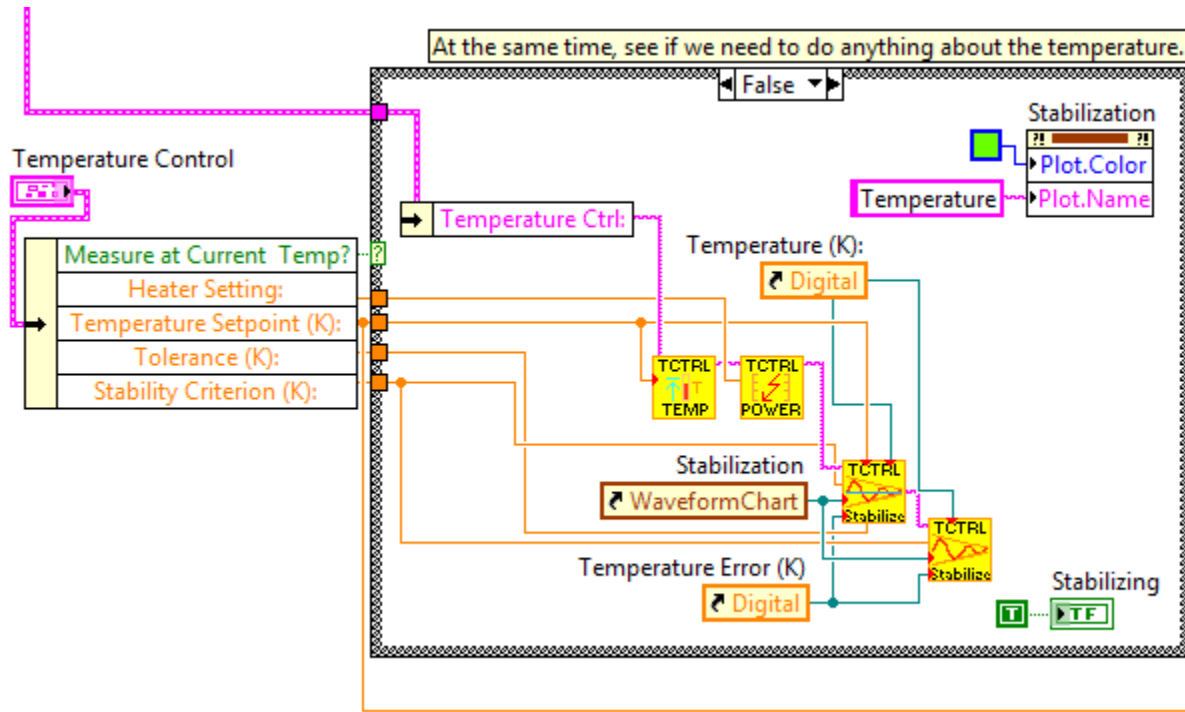 At the same time, see if we need to do anything about the temperature.
False
Stabilization
Plot.Color
Temperature
Plot.Name
Temperature Control
Temperature Ctrl:
Measure at Current Temp?
Heater Setting:
Temperature Setpoint (K):
Tolerance (K):
Stability Criterion (K):
Temperature (K):
Digital
TCTRL
T
TEMP
TCTRL
POWER
Stabilization
WaveformChart
TCTRL
Stabilize
TCTRL
Stabilize
Temperature Error (K)
Digital
Stabilizing
T
TF